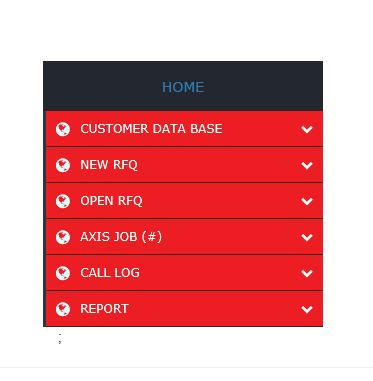 HOME
CUSTOMER DATA BASE
NEW RFQ
OPEN RFQ
AXIS JOB (#)
CALL LOG
REPORT
;